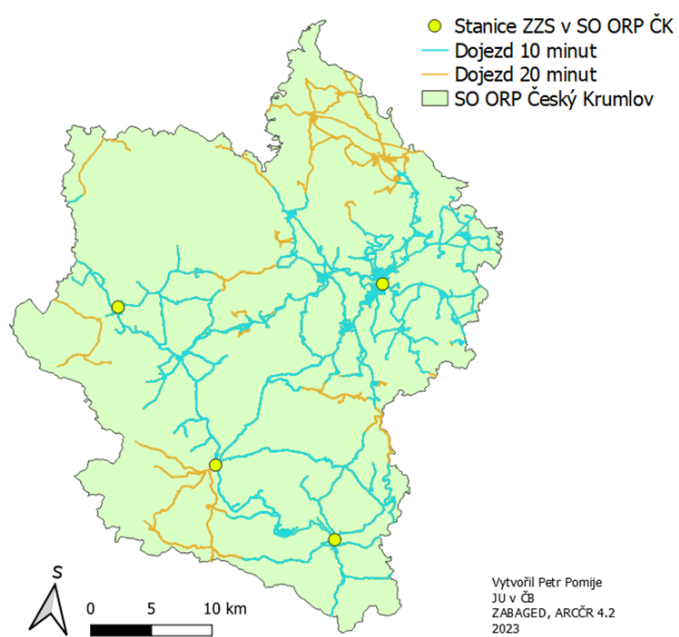 Stanice ZZS v SO ORP ČK
Dojezd 10 minut
Dojezd 20 minut
SO ORP Český Krumlov
S
0 5 10 km
Vytvořil Petr Pomije
JU v ČB
ZABAGED, ARCČR 4.2
2023